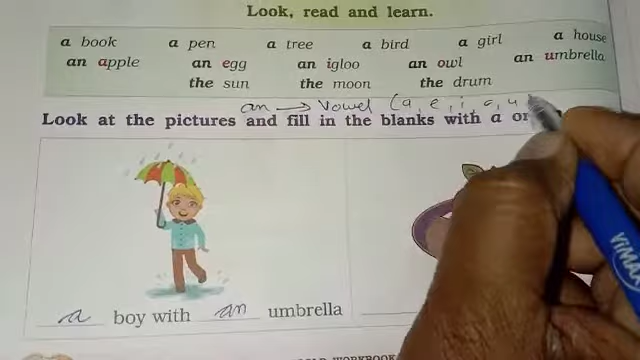 Look, read and learn.
a book a pen a tree a bird a girl a house
an apple an egg an igloo an owl an umbrella
the sun the moon the drum
an → Vowel (a, e, i, o, u
Look at the pictures and fill in the blanks with a or
a boy with an umbrella
WORKBOOK
ViMAX